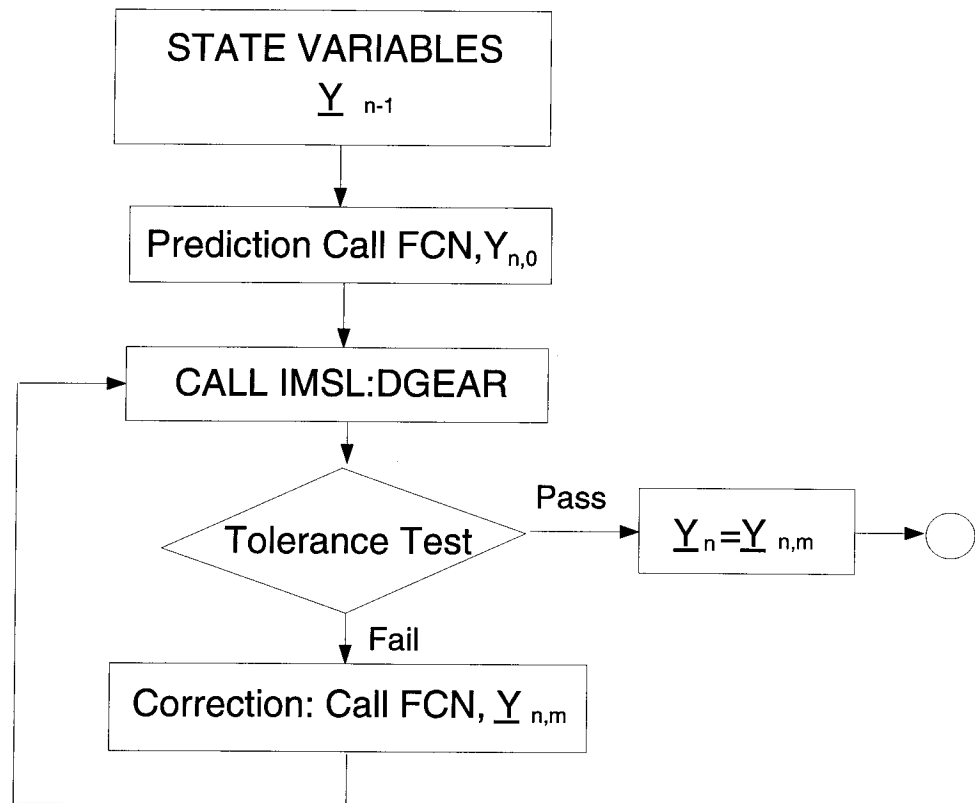 STATE VARIABLES
Y n-1
Prediction Call FCN,Yn,0
CALL IMSL:DGEAR
Tolerance Test
Pass
Yn=Y n,m
Fail
Correction: Call FCN, Y n,m